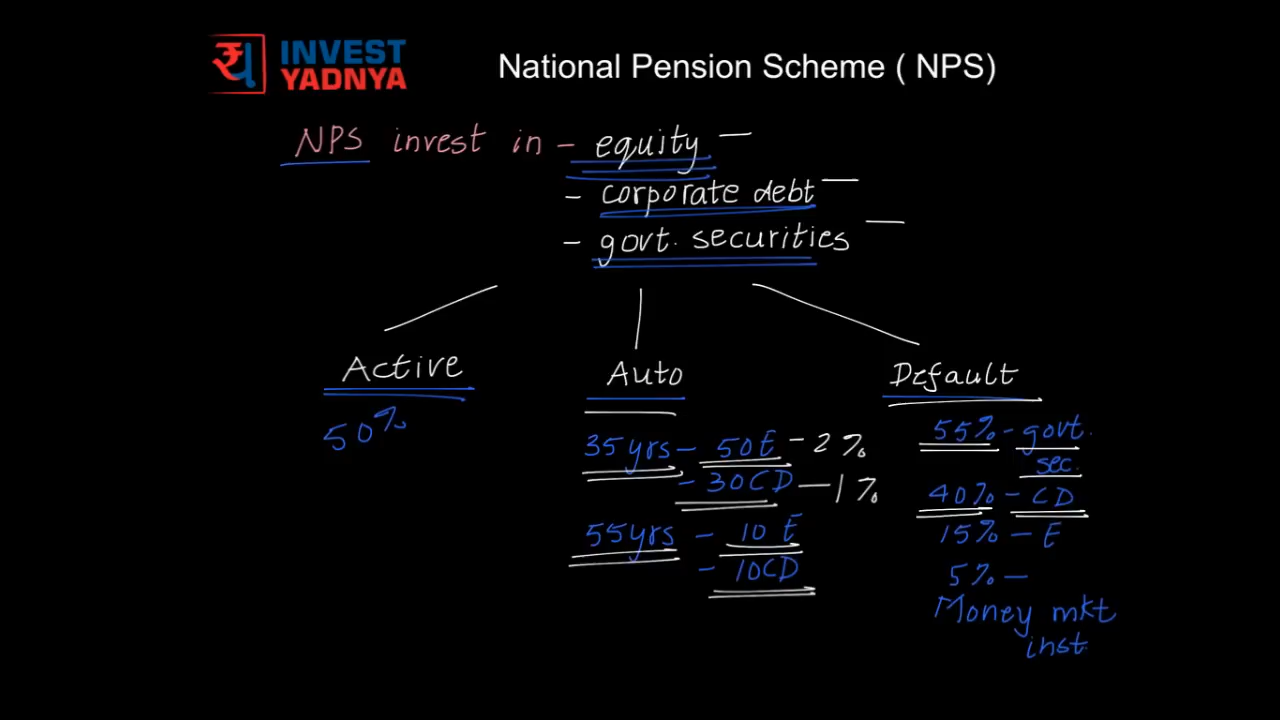 INVEST
YADNYA
National Pension Scheme ( NPS)
NPS invest in - equity —
- corporate debt —
- govt. securities —
Active
50%
Auto
35yrs - 50E - 2%
- 30CD - 1%
55yrs - 10 E
- 10CD
Default
55% - govt.
sec.
40% - CD
15% - E
5% -
Money mkt
inst.